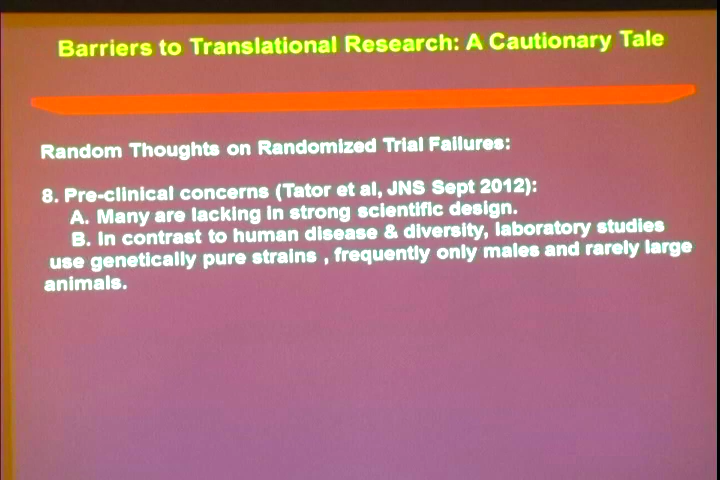 Barriers to Translational Research: A Cautionary Tale
Random Thoughts on Randomized Trial Failures:
8. Pre-clinical concerns (Tator et al, JNS Sept 2012):
A. Many are lacking in strong scientific design.
B. In contrast to human disease & diversity, laboratory studies
use genetically pure strains , frequently only males and rarely large
animals.